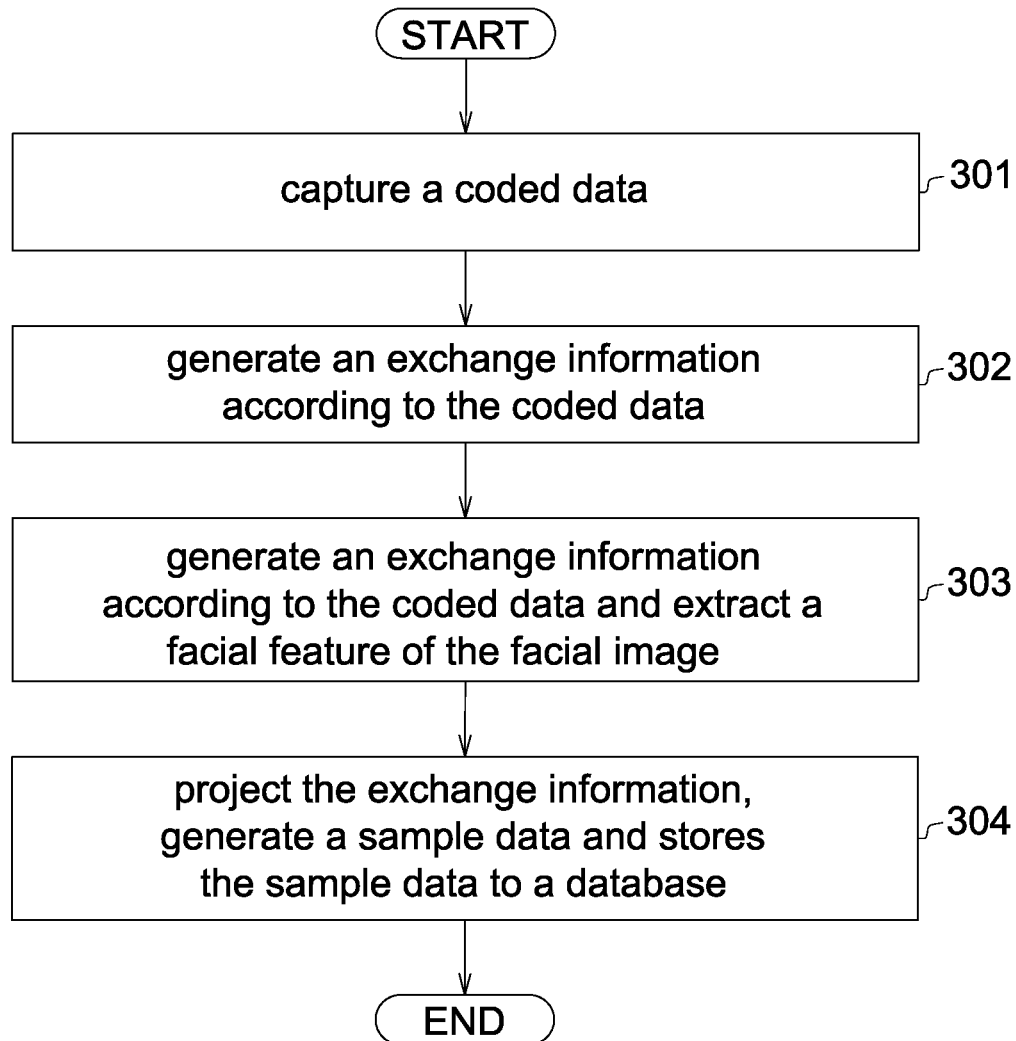 START
capture a coded data
301
generate an exchange information
according to the coded data
302
generate an exchange information
according to the coded data and extract a
facial feature of the facial image
303
project the exchange information,
generate a sample data and stores
the sample data to a database
304
END